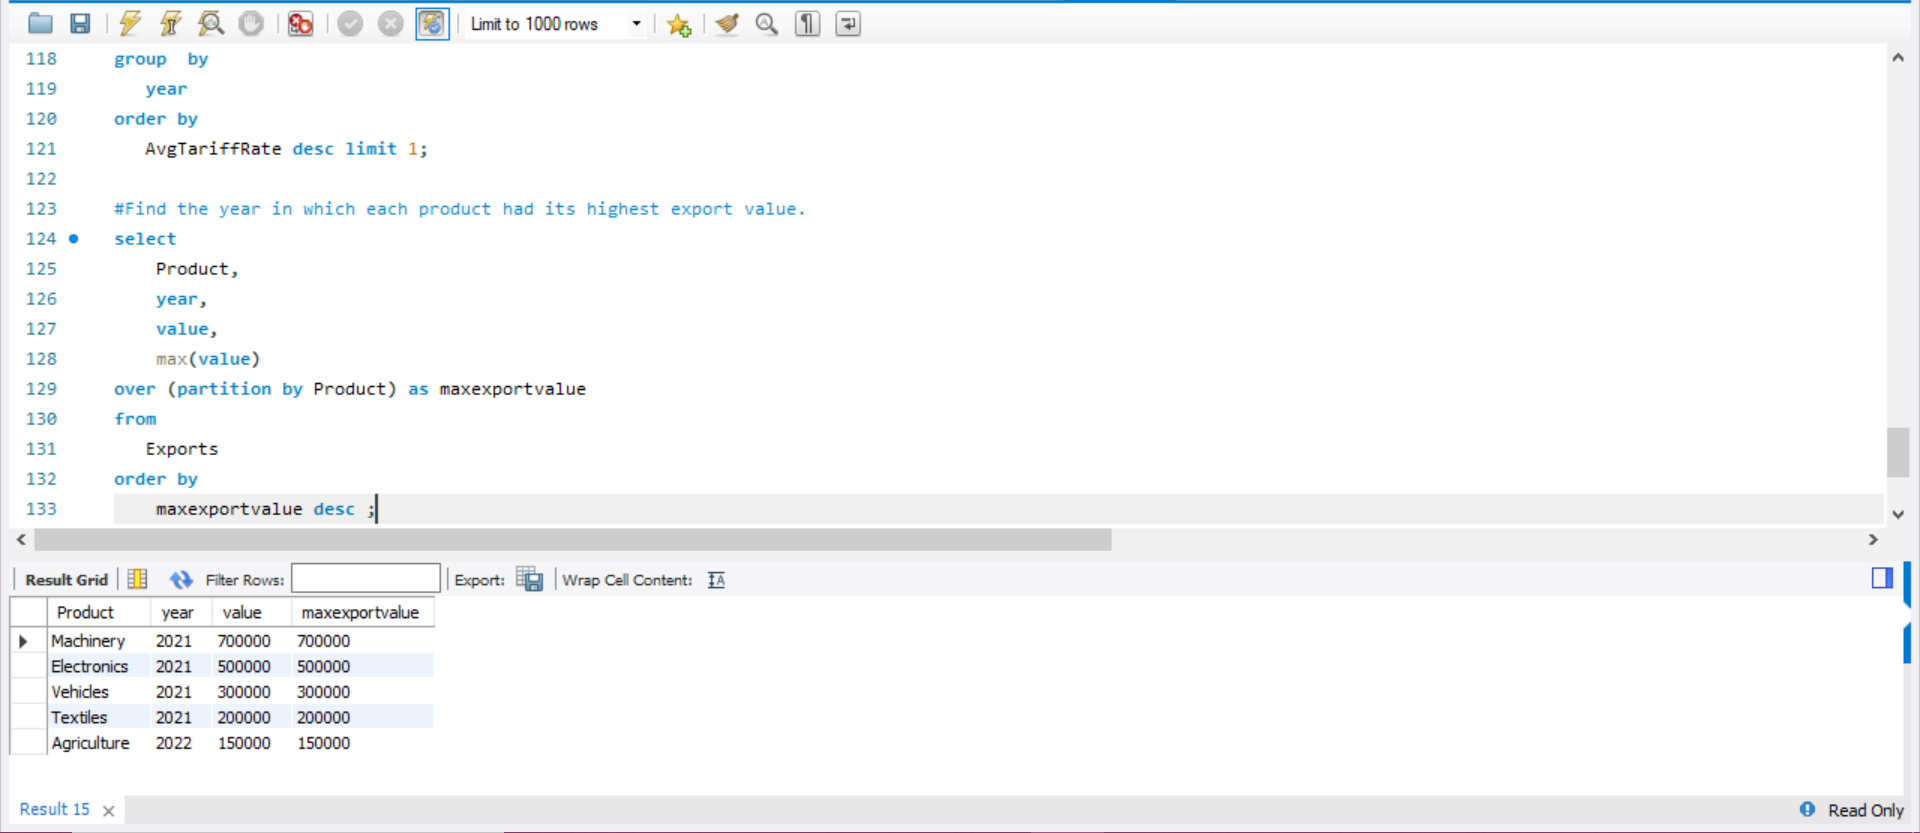 Limit to 1000 rows
118 group  by
119 year
120 order by
121 AvgTariffRate desc limit 1;
122
123 #Find the year in which each product had its highest export value.
124 select
125 Product,
126 year,
127 value,
128 max(value)
129 over (partition by Product) as maxexportvalue
130 from
131 Exports
132 order by
133 maxexportvalue desc ;
Result Grid Filter Rows: Export: Wrap Cell Content:
Product year value maxexportvalue
Machinery 2021 700000 700000
Electronics 2021 500000 500000
Vehicles 2021 300000 300000
Textiles 2021 200000 200000
Agriculture 2022 150000 150000
Result 15 Read Only